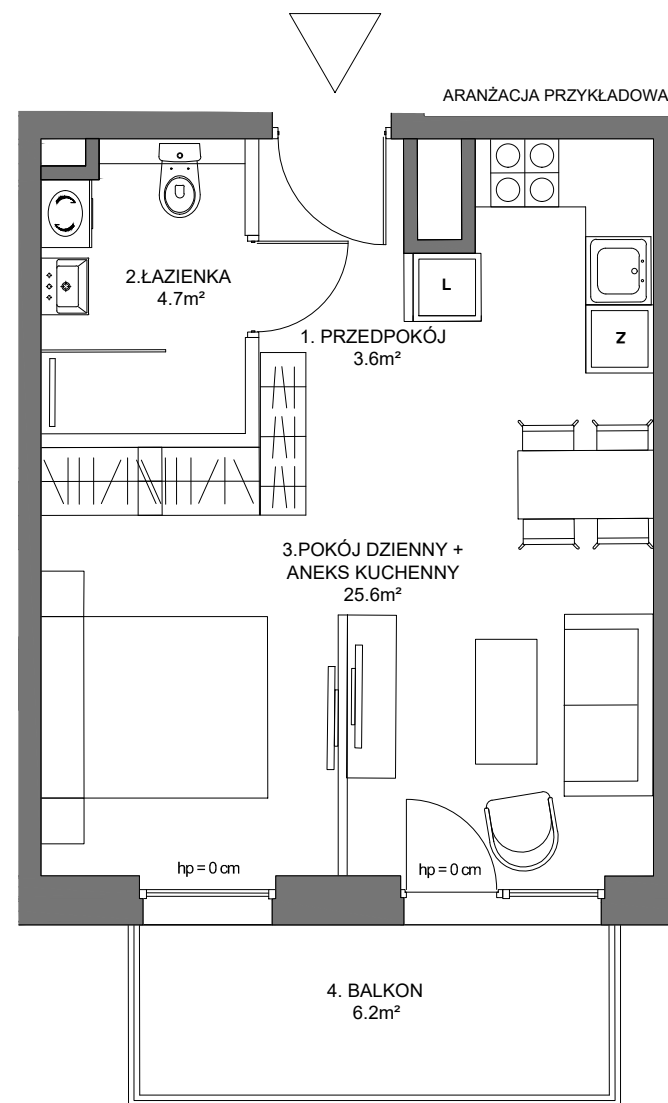 ARANŻACJA PRZYKŁADOWA
2.ŁAZIENKA
4.7m²
L
1. PRZEDPOKÓJ
3.6m²
Z
3.POKÓJ DZIENNY +
ANEKS KUCHENNY
25.6m²
hp = 0 cm
hp = 0 cm
4. BALKON
6.2m²